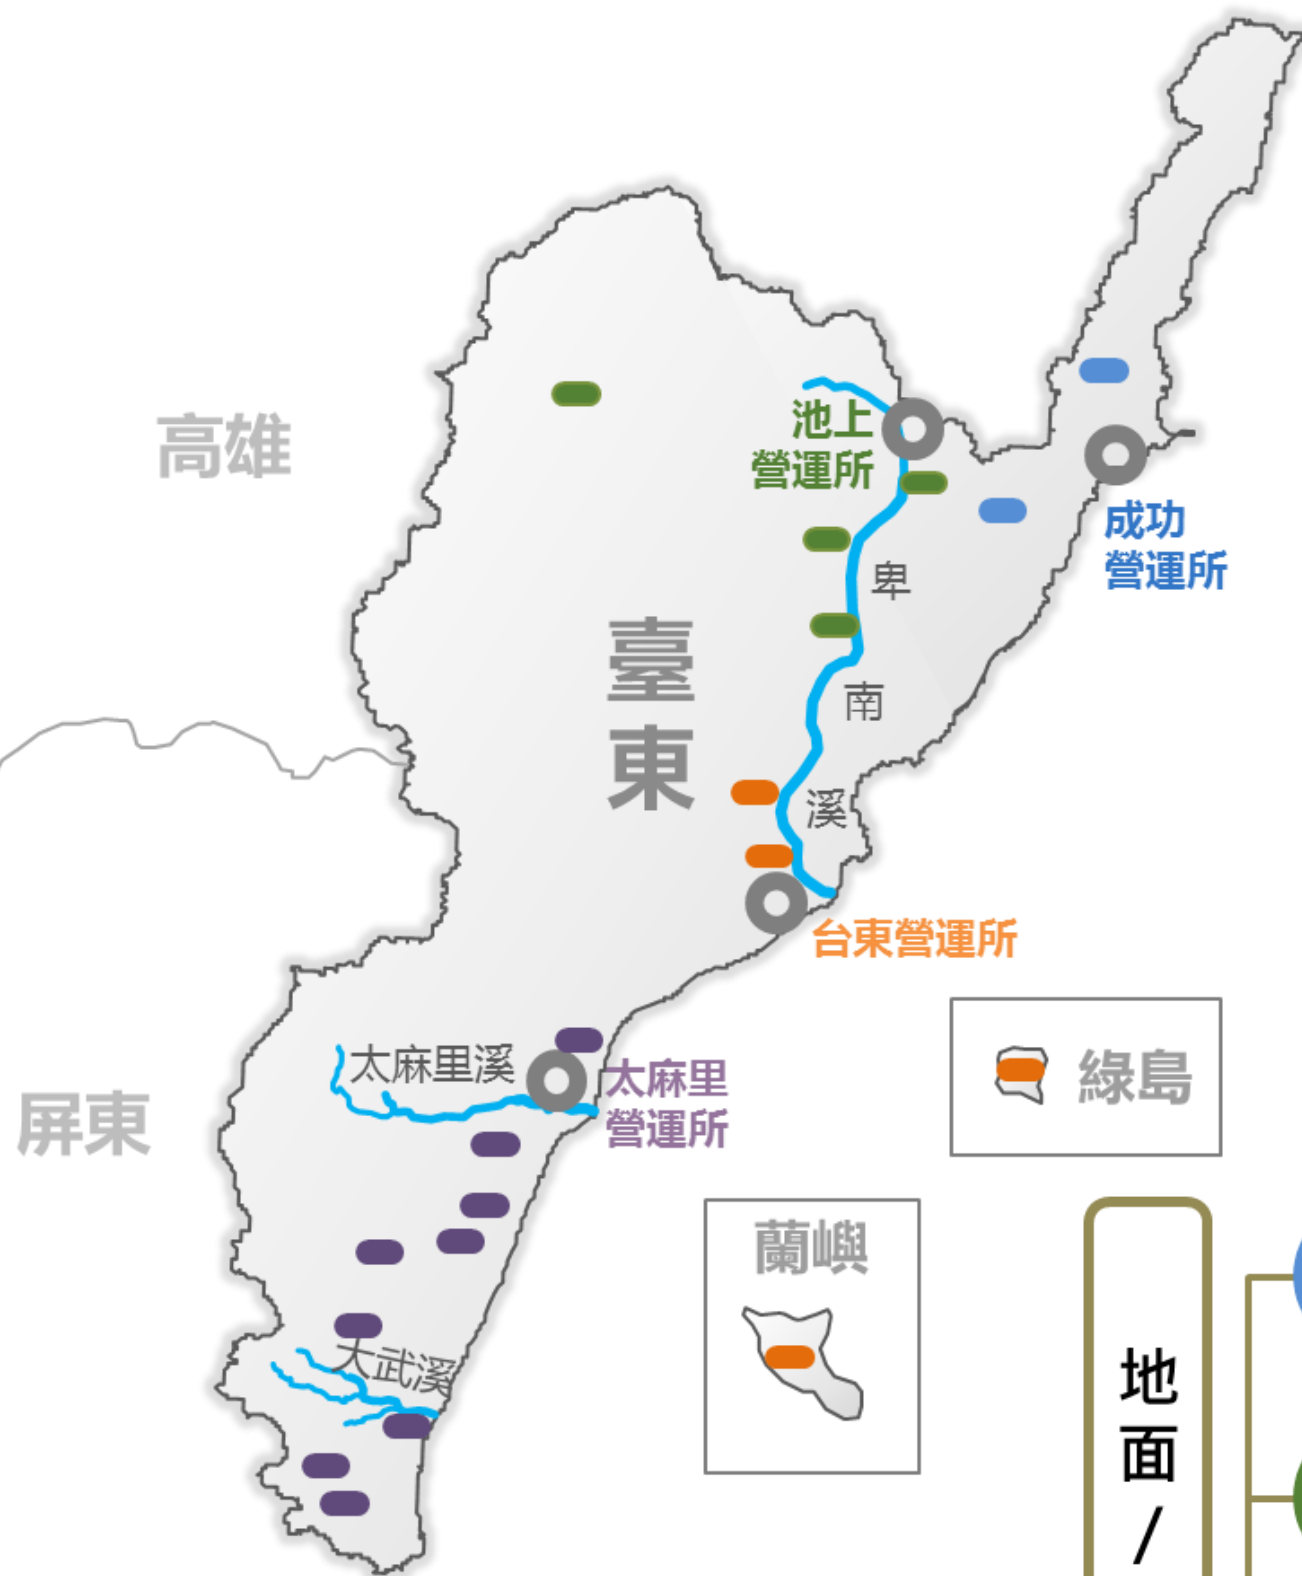 高雄
池上
營運所
成功
營運所
卑
南
溪
臺
東
台東營運所
太麻里溪
太麻里
營運所
屏東
綠島
蘭嶼
大武溪
地
面
/